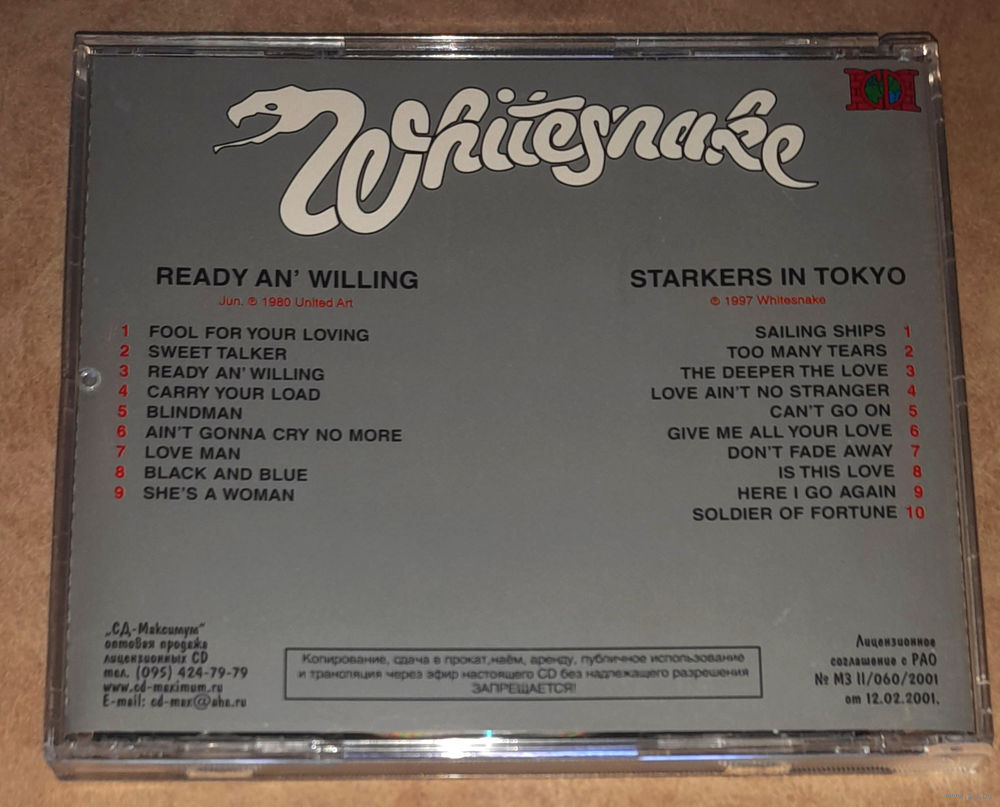 Whitesnake
READY AN' WILLING
Jun. ℗ 1980 United Art
1 FOOL FOR YOUR LOVING
2 SWEET TALKER
3 READY AN' WILLING
4 CARRY YOUR LOAD
5 BLINDMAN
6 AIN'T GONNA CRY NO MORE
7 LOVE MAN
8 BLACK AND BLUE
9 SHE'S A WOMAN
STARKERS IN TOKYO
℗ 1997 Whitesnake
SAILING SHIPS 1
TOO MANY TEARS 2
THE DEEPER THE LOVE 3
LOVE AIN'T NO STRANGER 4
CAN'T GO ON 5
GIVE ME ALL YOUR LOVE 6
DON'T FADE AWAY 7
IS THIS LOVE 8
HERE I GO AGAIN 9
SOLDIER OF FORTUNE 10
„СД-Максимум"
оптовая продажа
лицензионных CD
тел. (095) 424-79-79
www.cd-maximum.ru
E-mail: cd-max@aha.ru
Копирование, сдача в прокат,наём, аренду, публичное использование
и трансляция через эфир настоящего CD без надлежащего разрешения
ЗАПРЕЩАЕТСЯ!
Лицензионное
соглашение с РАО
№ МЗ II/060/2001
от 12.02.2001.